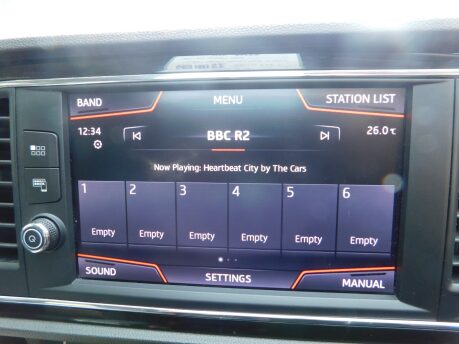 BAND MENU STATION LIST
12:34 BBC R2 26.0°C
Now Playing: Heartbeat City by The Cars
1 2 3 4 5 6
Empty Empty Empty Empty Empty Empty
SOUND SETTINGS MANUAL